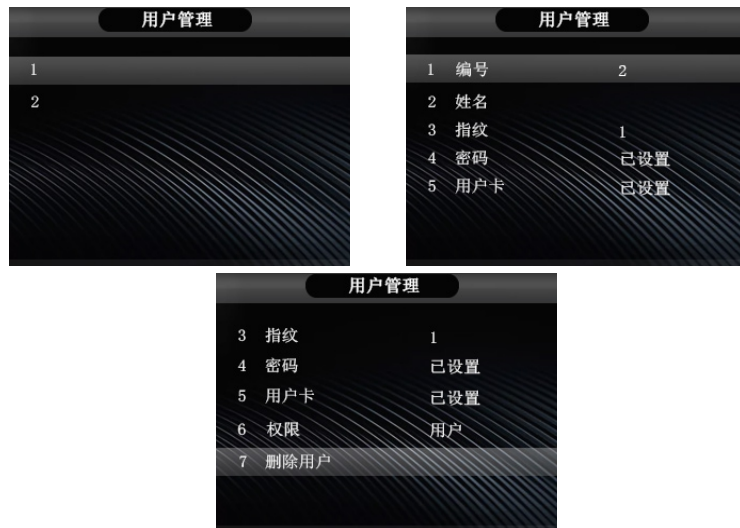 用户管理
1
2
用户管理
1 编号 2
2 姓名
3 指纹 1
4 密码 已设置
5 用户卡 已设置
用户管理
3 指纹 1
4 密码 已设置
5 用户卡 已设置
6 权限 用户
7 删除用户